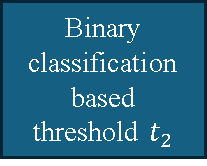 Binary
classification
based
threshold t₂